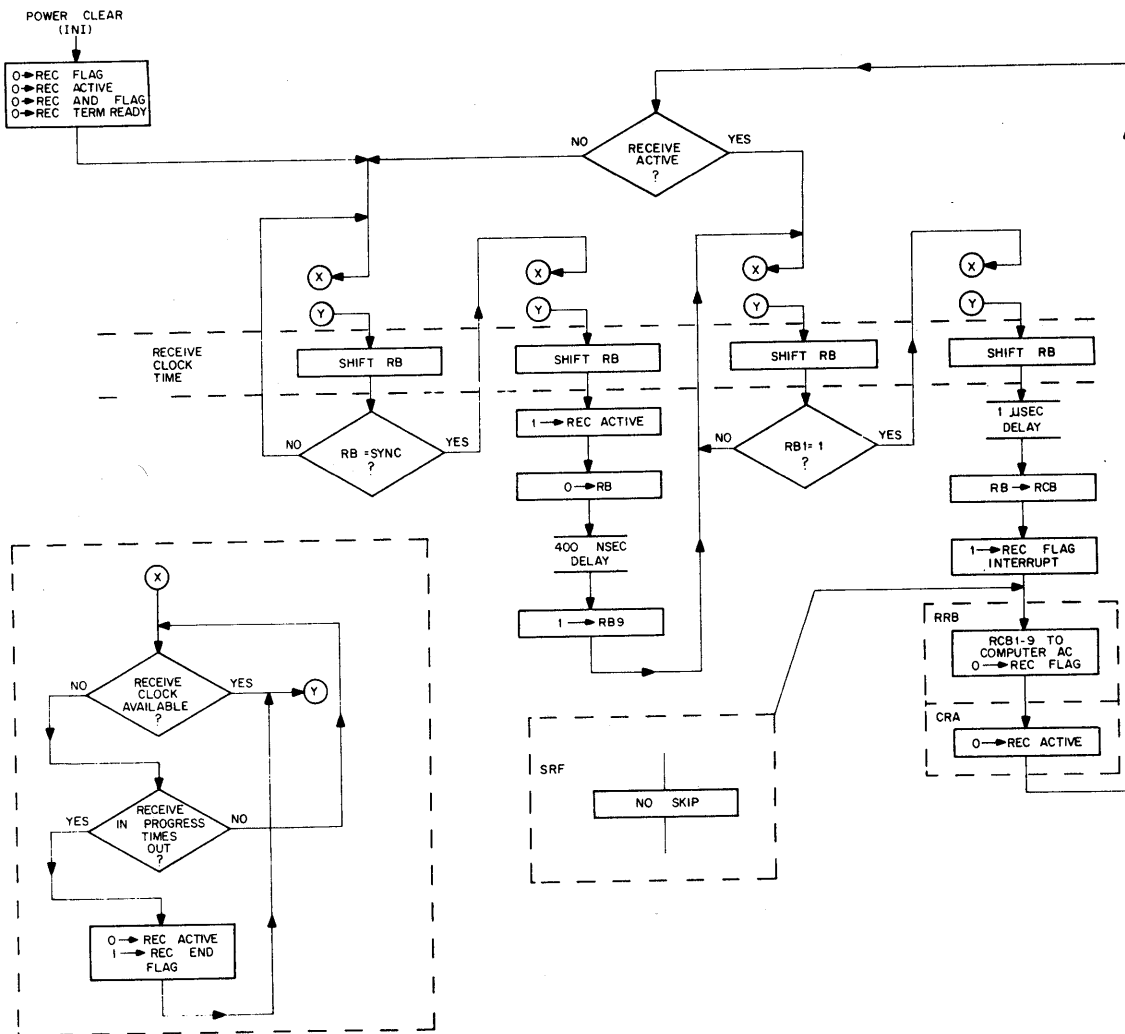 POWER CLEAR
(INI)
0→REC FLAG
0→REC ACTIVE
0→REC AND FLAG
0→REC TERM READY
NO
RECEIVE
ACTIVE
?
YES
X
Y
X
Y
X
Y
X
Y
RECEIVE
CLOCK
TIME
SHIFT RB
SHIFT RB
SHIFT RB
SHIFT RB
NO
RB =SYNC
?
YES
1→REC ACTIVE
0→RB
400 NSEC
DELAY
1→RB9
NO
RB1=1
?
YES
1 μSEC
DELAY
RB→RCB
1→REC FLAG
INTERRUPT
RRB
RCB1-9 TO
COMPUTER AC
0→REC FLAG
CRA
0→REC ACTIVE
SRF
NO SKIP
X
NO
RECEIVE
CLOCK
AVAILABLE
?
YES
Y
YES
RECEIVE
IN PROGRESS
TIMES
OUT
?
NO
0→REC ACTIVE
1→REC END
FLAG